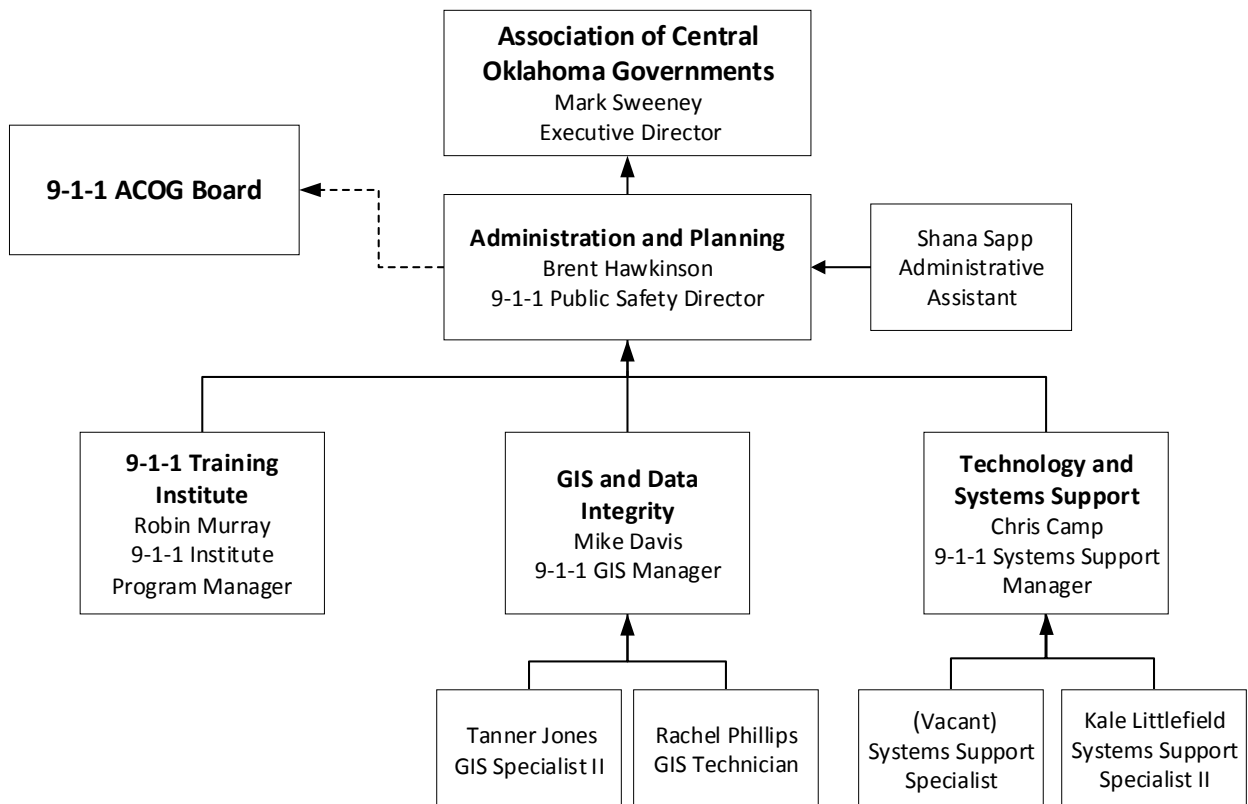 Association of Central
Oklahoma Governments
Mark Sweeney
Executive Director
9-1-1 ACOG Board
Administration and Planning
Brent Hawkinson
9-1-1 Public Safety Director
Shana Sapp
Administrative
Assistant
9-1-1 Training
Institute
Robin Murray
9-1-1 Institute
Program Manager
GIS and Data
Integrity
Mike Davis
9-1-1 GIS Manager
Technology and
Systems Support
Chris Camp
9-1-1 Systems Support
Manager
Tanner Jones
GIS Specialist II
Rachel Phillips
GIS Technician
(Vacant)
Systems Support
Specialist
Kale Littlefield
Systems Support
Specialist II